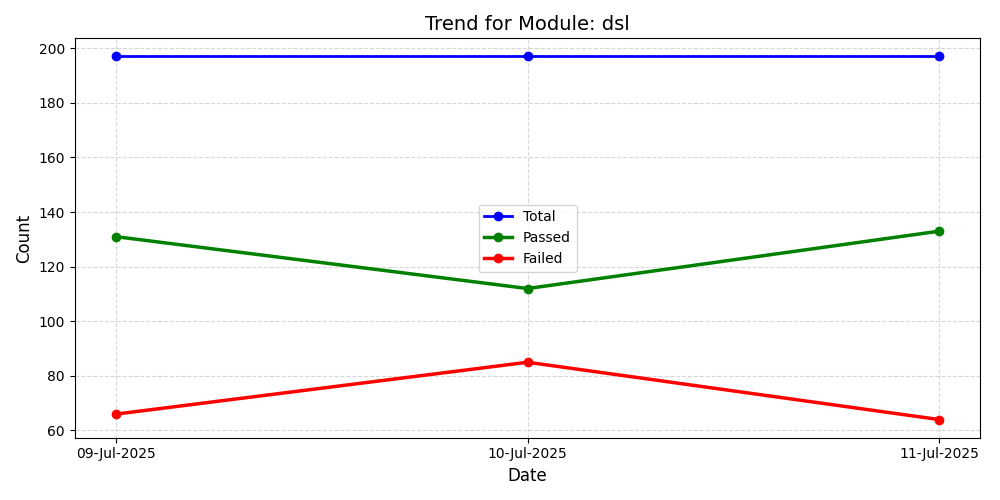 Trend for Module: dsl
200
180
160
140
120
100
80
60
Count
Total
Passed
Failed
09-Jul-2025
10-Jul-2025
11-Jul-2025
Date